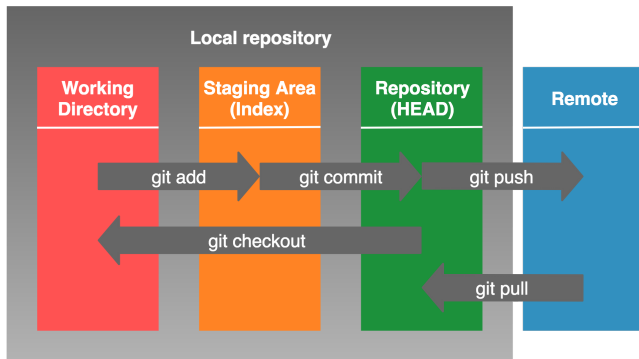 Local repository
Working
Directory
Staging Area
(Index)
Repository
(HEAD)
Remote
git add
git commit
git push
git checkout
git pull